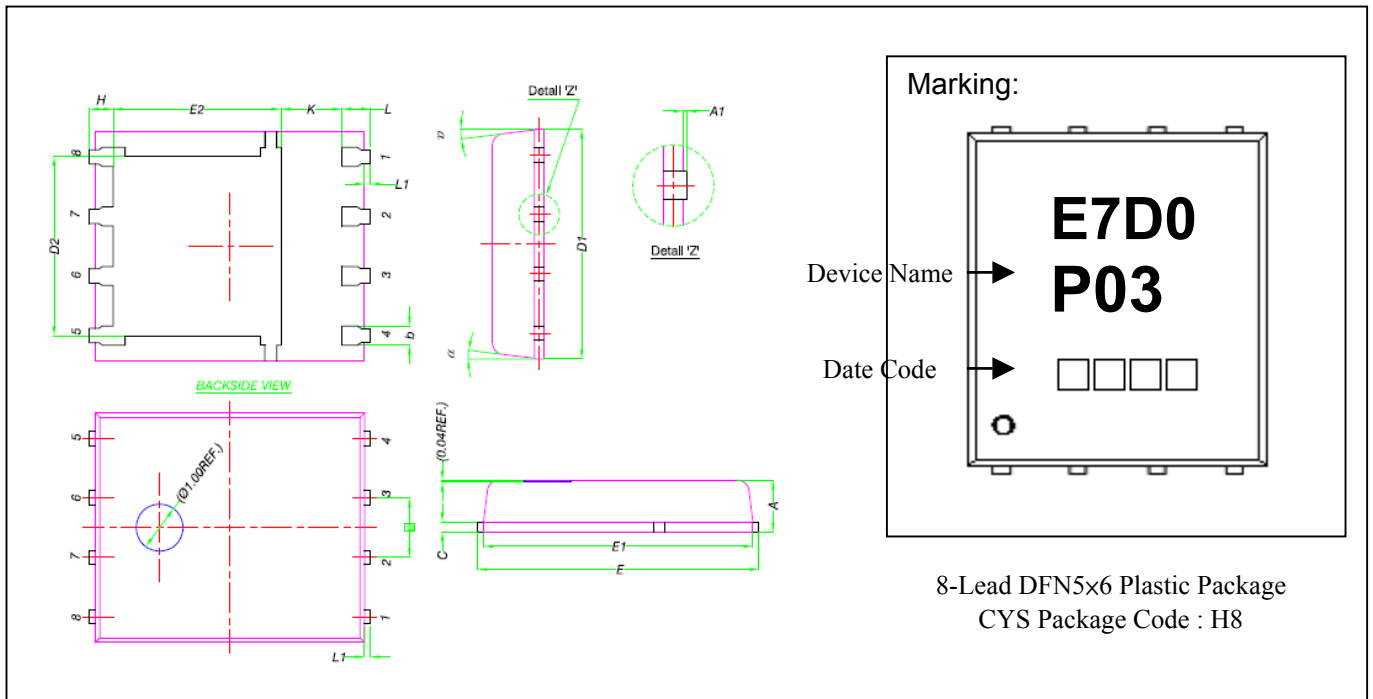 H
E2
K
L
8
1
L1
7
2
D2
6
3
5
4
b
BACKSIDE VIEW
Detail 'Z'
α
D1
α
A1
Detail 'Z'
5
4
(Ø1.00REF.)
6
3
7
2
8
1
L1
(0.04REF.)
A
C
E1
E
Marking:
E7D0
Device Name
P03
Date Code
8-Lead DFN5×6 Plastic Package
CYS Package Code : H8